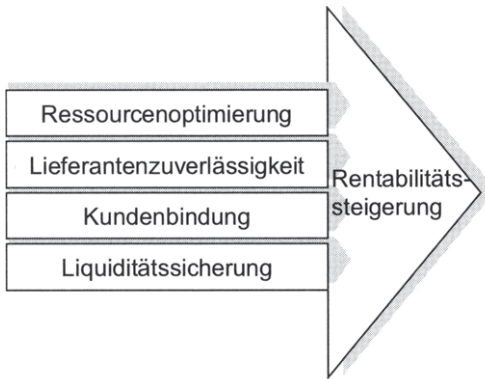 Ressourcenoptimierung
Lieferantenzuverlässigkeit
Kundenbindung
Liquiditätssicherung
Rentabilitäts-
steigerung